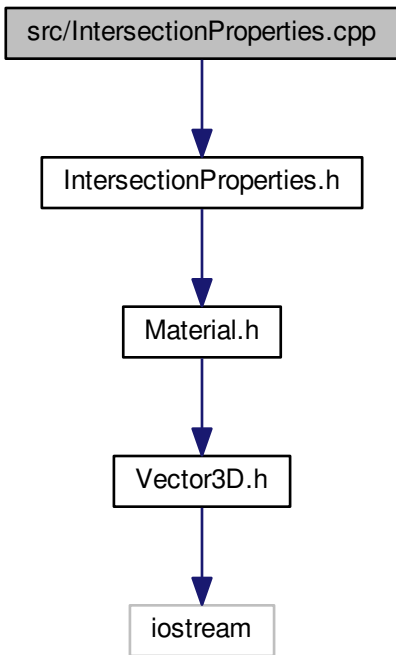 src/IntersectionProperties.cpp
IntersectionProperties.h
Material.h
Vector3D.h
iostream